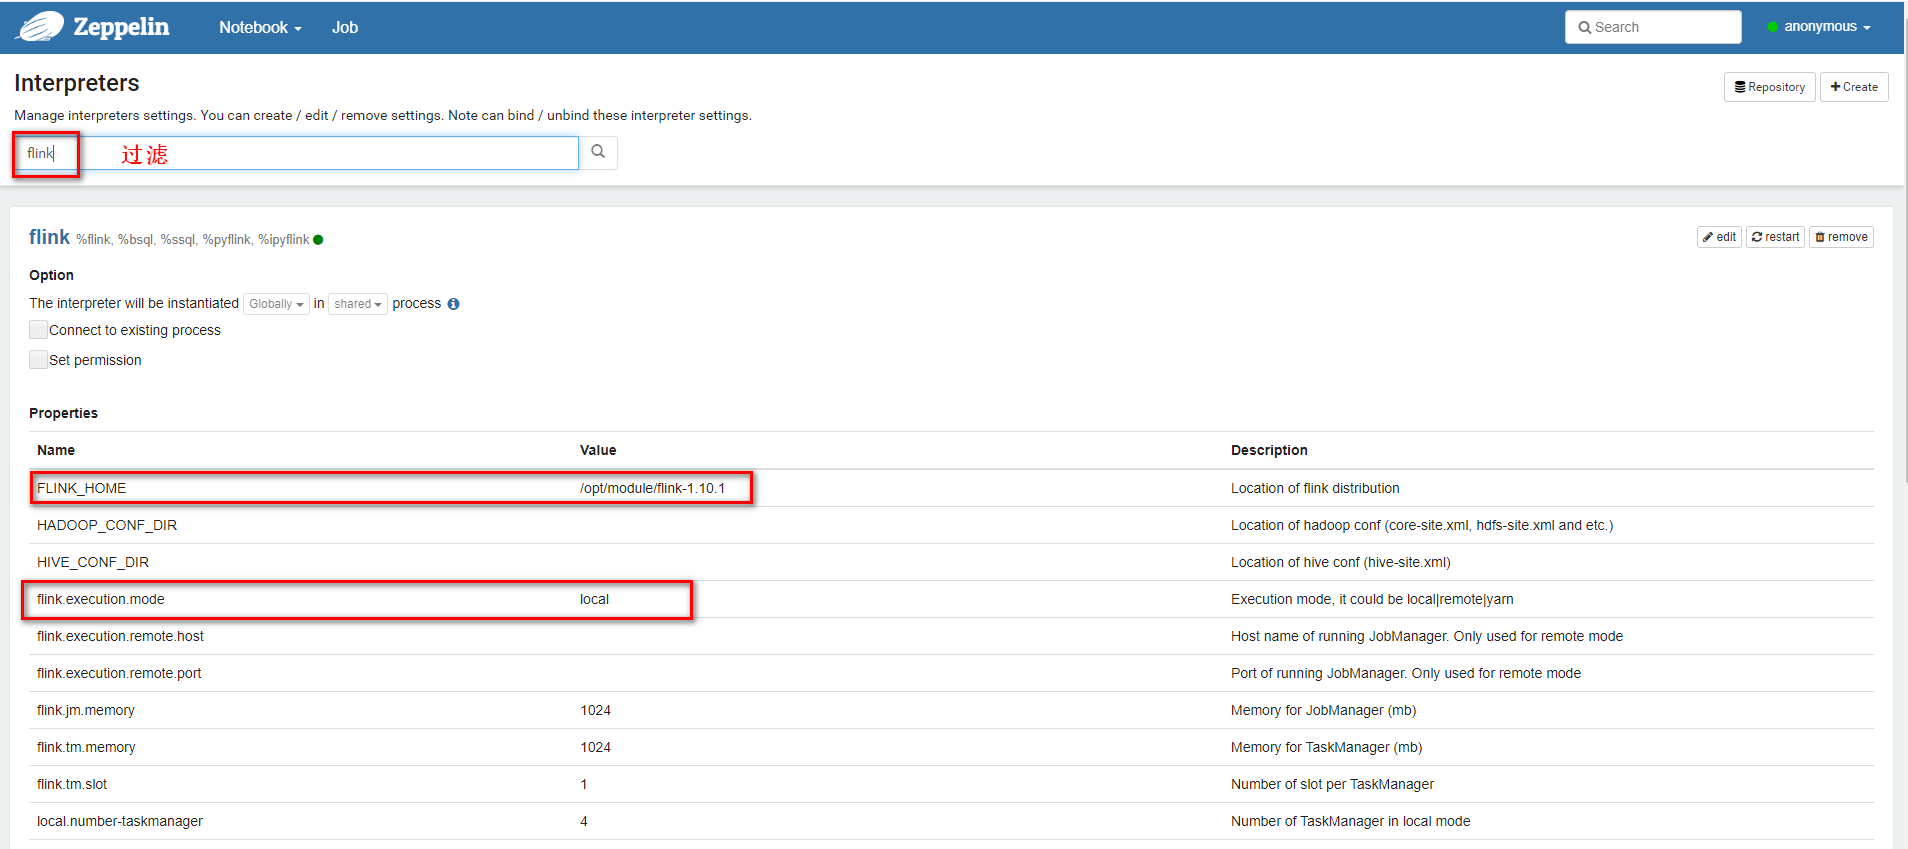 Zeppelin Notebook Job Search anonymous
Interpreters
Repository Create
Manage interpreters settings. You can create / edit / remove settings. Note can bind / unbind these interpreter settings.
flink 过滤
flink %flink, %bsql, %ssql, %pyflink, %ipyflink edit restart remove
Option
The interpreter will be instantiated Globally in shared process
Connect to existing process
Set permission
Properties
Name Value Description
FLINK_HOME /opt/module/flink-1.10.1 Location of flink distribution
HADOOP_CONF_DIR Location of hadoop conf (core-site.xml, hdfs-site.xml and etc.)
HIVE_CONF_DIR Location of hive conf (hive-site.xml)
flink.execution.mode local Execution mode, it could be local|remote|yarn
flink.execution.remote.host Host name of running JobManager. Only used for remote mode
flink.execution.remote.port Port of running JobManager. Only used for remote mode
flink.jm.memory 1024 Memory for JobManager (mb)
flink.tm.memory 1024 Memory for TaskManager (mb)
flink.tm.slot 1 Number of slot per TaskManager
local.number-taskmanager 4 Number of TaskManager in local mode